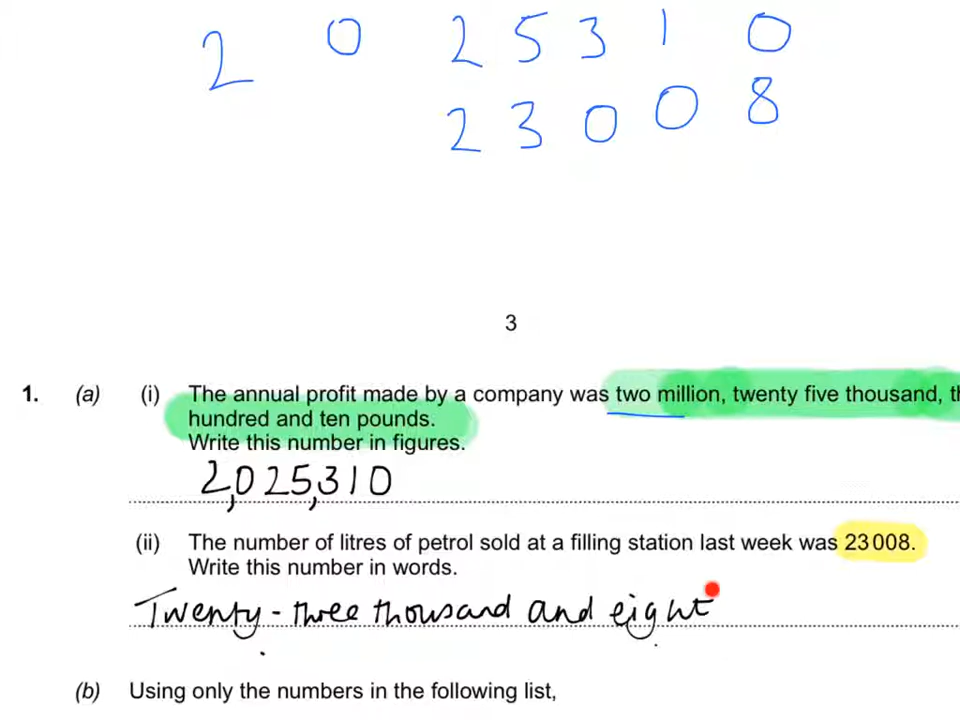 2 0 2 5 3 1 0
2 3 0 0 8
3
1. (a) (i) The annual profit made by a company was two million, twenty five thousand,
hundred and ten pounds.
Write this number in figures.
2,025,310
(ii) The number of litres of petrol sold at a filling station last week was 23 008.
Write this number in words.
Twenty-three thousand and eight
(b) Using only the numbers in the following list,